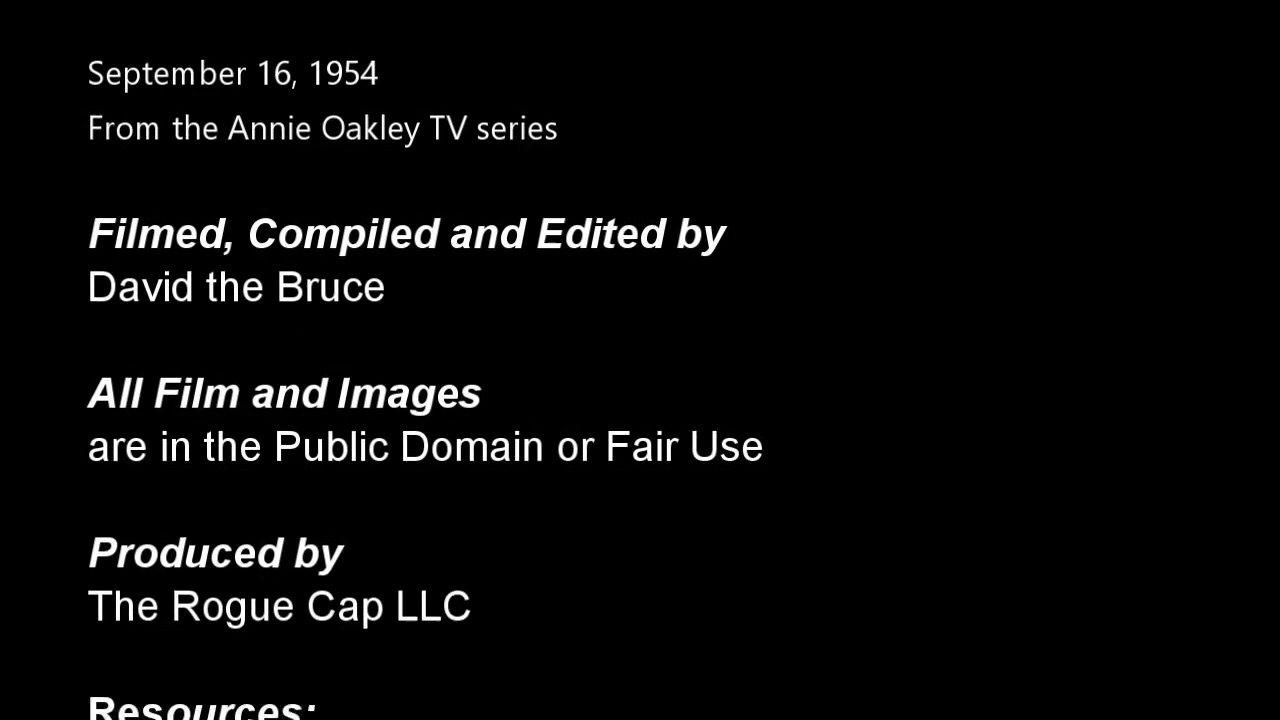 September 16, 1954
From the Annie Oakley TV series
Filmed, Compiled and Edited by
David the Bruce
All Film and Images
are in the Public Domain or Fair Use
Produced by
The Rogue Cap LLC
Resources: